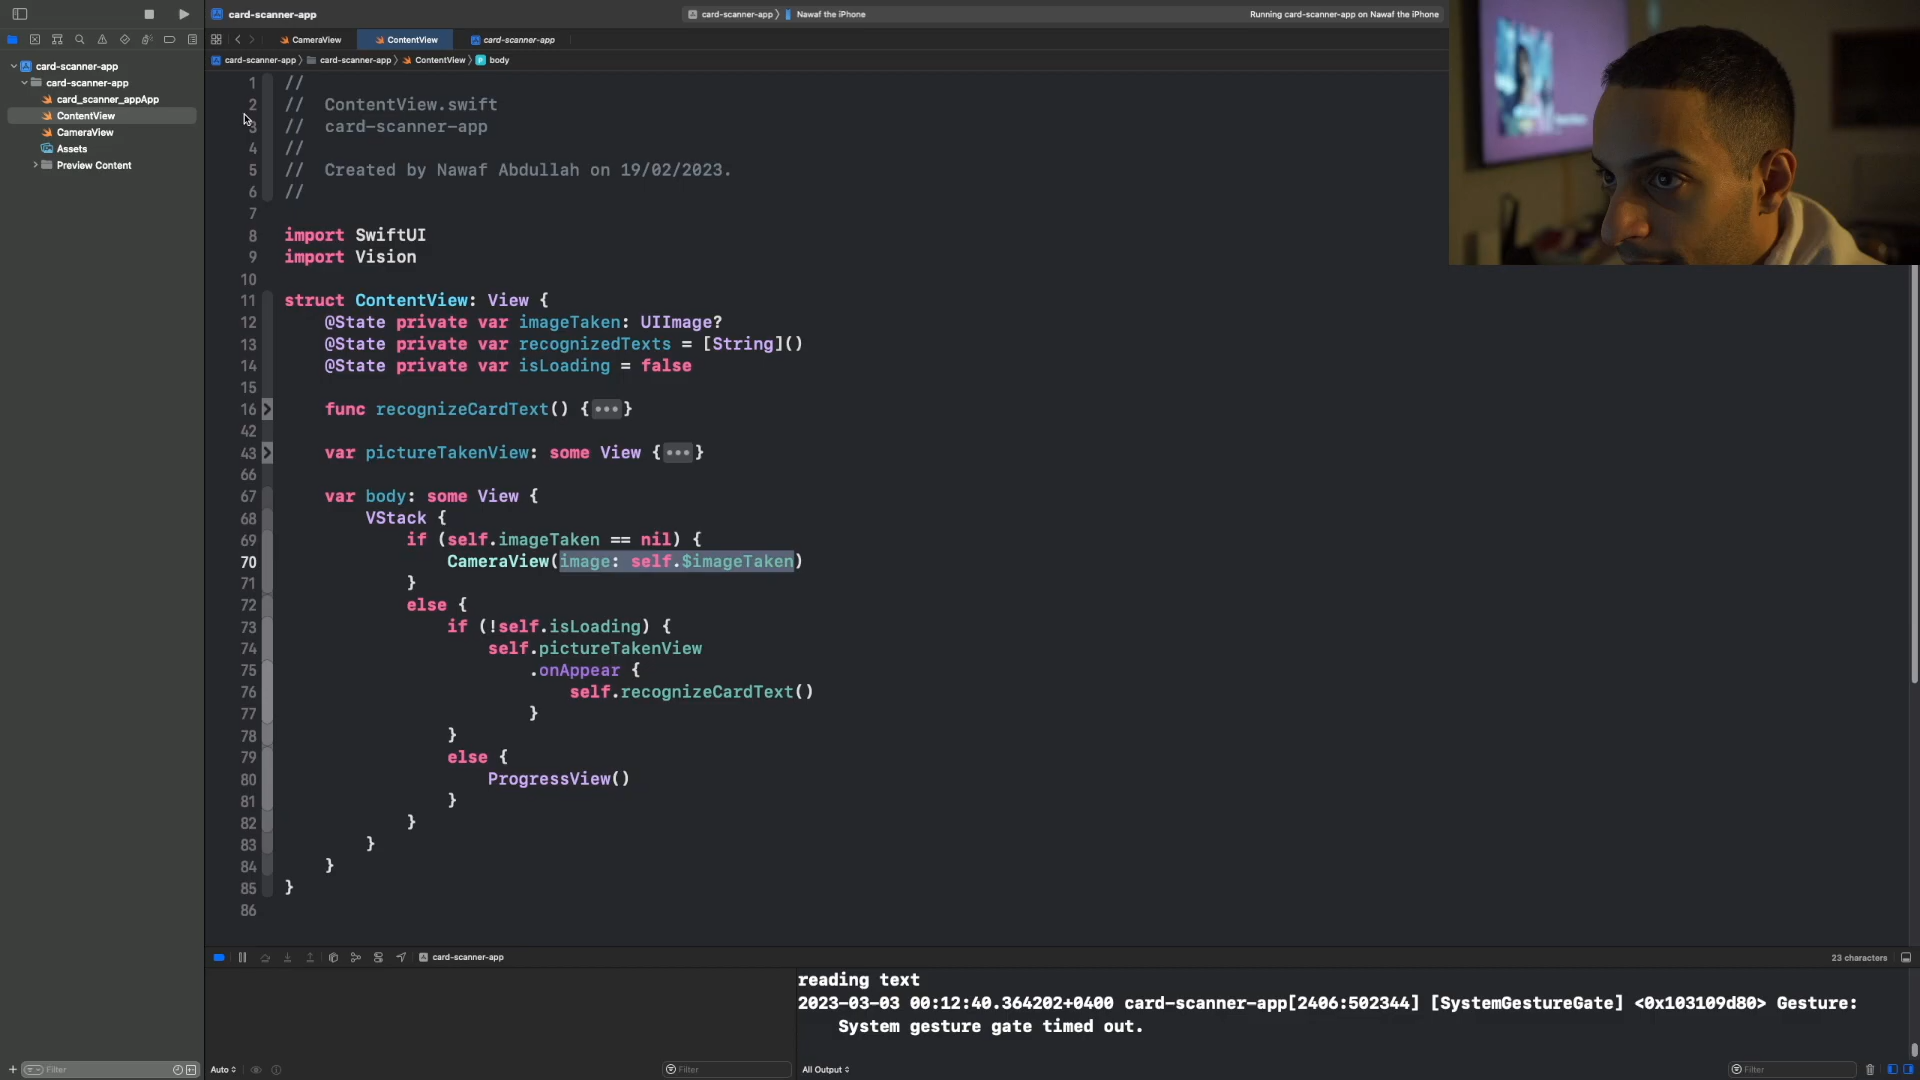 card-scanner-app
card-scanner-app
Nawaf the iPhone
Running card-scanner-app on Nawaf the iPhone
CameraView
ContentView
card-scanner-app
card-scanner-app
card-scanner-app
ContentView
body
card-scanner-app
card-scanner-app
card_scanner_appApp
ContentView
CameraView
Assets
Preview Content
1 //
2 // ContentView.swift
3 // card-scanner-app
4 //
5 // Created by Nawaf Abdullah on 19/02/2023.
6 //
7
8 import SwiftUI
9 import Vision
10
11 struct ContentView: View {
12 @State private var imageTaken: UIImage?
13 @State private var recognizedTexts = [String]()
14 @State private var isLoading = false
15
16 func recognizeCardText() {•••}
42
43 var pictureTakenView: some View {•••}
66
67 var body: some View {
68 VStack {
69 if (self.imageTaken == nil) {
70 CameraView(image: self.$imageTaken)
71 }
72 else {
73 if (!self.isLoading) {
74 self.pictureTakenView
75 .onAppear {
76 self.recognizeCardText()
77 }
78 }
79 else {
80 ProgressView()
81 }
82 }
83 }
84 }
85 }
86
card-scanner-app
23 characters
reading text
2023-03-03 00:12:40.364202+0400 card-scanner-app[2406:502344] [SystemGestureGate] <0x103109d80> Gesture:
System gesture gate timed out.
Filter
Auto
Filter
All Output
Filter